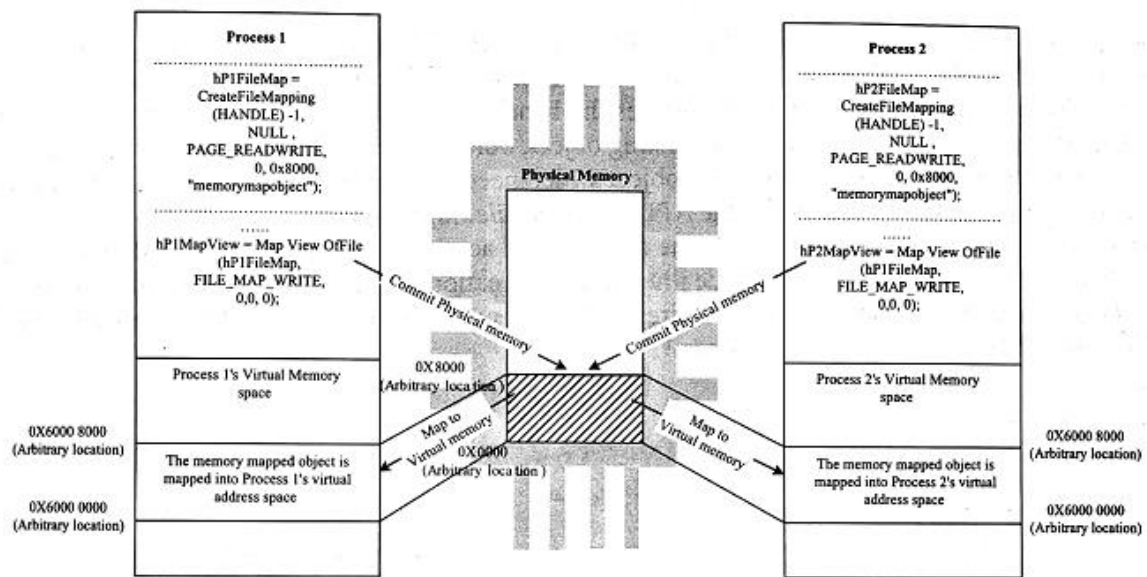 Process 1
hP1FileMap =
CreateFileMapping
(HANDLE) -1,
NULL ,
PAGE_READWRITE,
0, 0x8000,
"memorymapobject");
......
hP1MapView = Map View OfFile
(hP1FileMap,
FILE_MAP_WRITE,
0,0, 0);
Process 1's Virtual Memory
space
The memory mapped object is
mapped into Process 1's virtual
address space
0X6000 8000
(Arbitrary location)
0X6000 0000
(Arbitrary location)
Physical Memory
Commit Physical memory
Commit Physical memory
0X8000
(Arbitrary location )
Map to
Virtual memory
0X0000
(Arbitrary location )
Map to
Virtual memory
Process 2
hP2FileMap =
CreateFileMapping
(HANDLE) -1,
NULL ,
PAGE_READWRITE,
0, 0x8000,
"memorymapobject");
......
hP2MapView = Map View OfFile
(hP1FileMap,
FILE_MAP_WRITE,
0,0, 0);
Process 2's Virtual Memory
space
The memory mapped object is
mapped into Process 2's virtual
address space
0X6000 8000
(Arbitrary location)
0X6000 0000
(Arbitrary location)